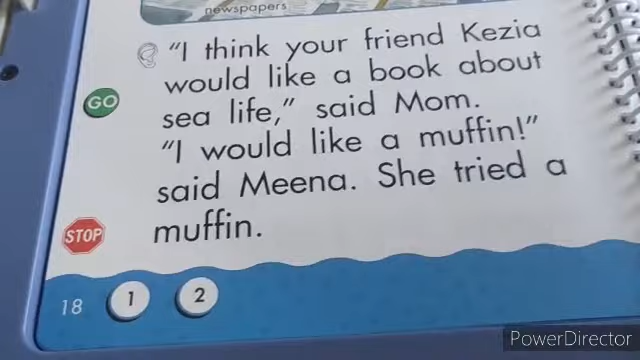 newspapers
“I think your friend Kezia
would like a book about
GO
sea life,” said Mom.
“I would like a muffin!”
said Meena. She tried a
STOP
muffin.
18
1
2
PowerDirector